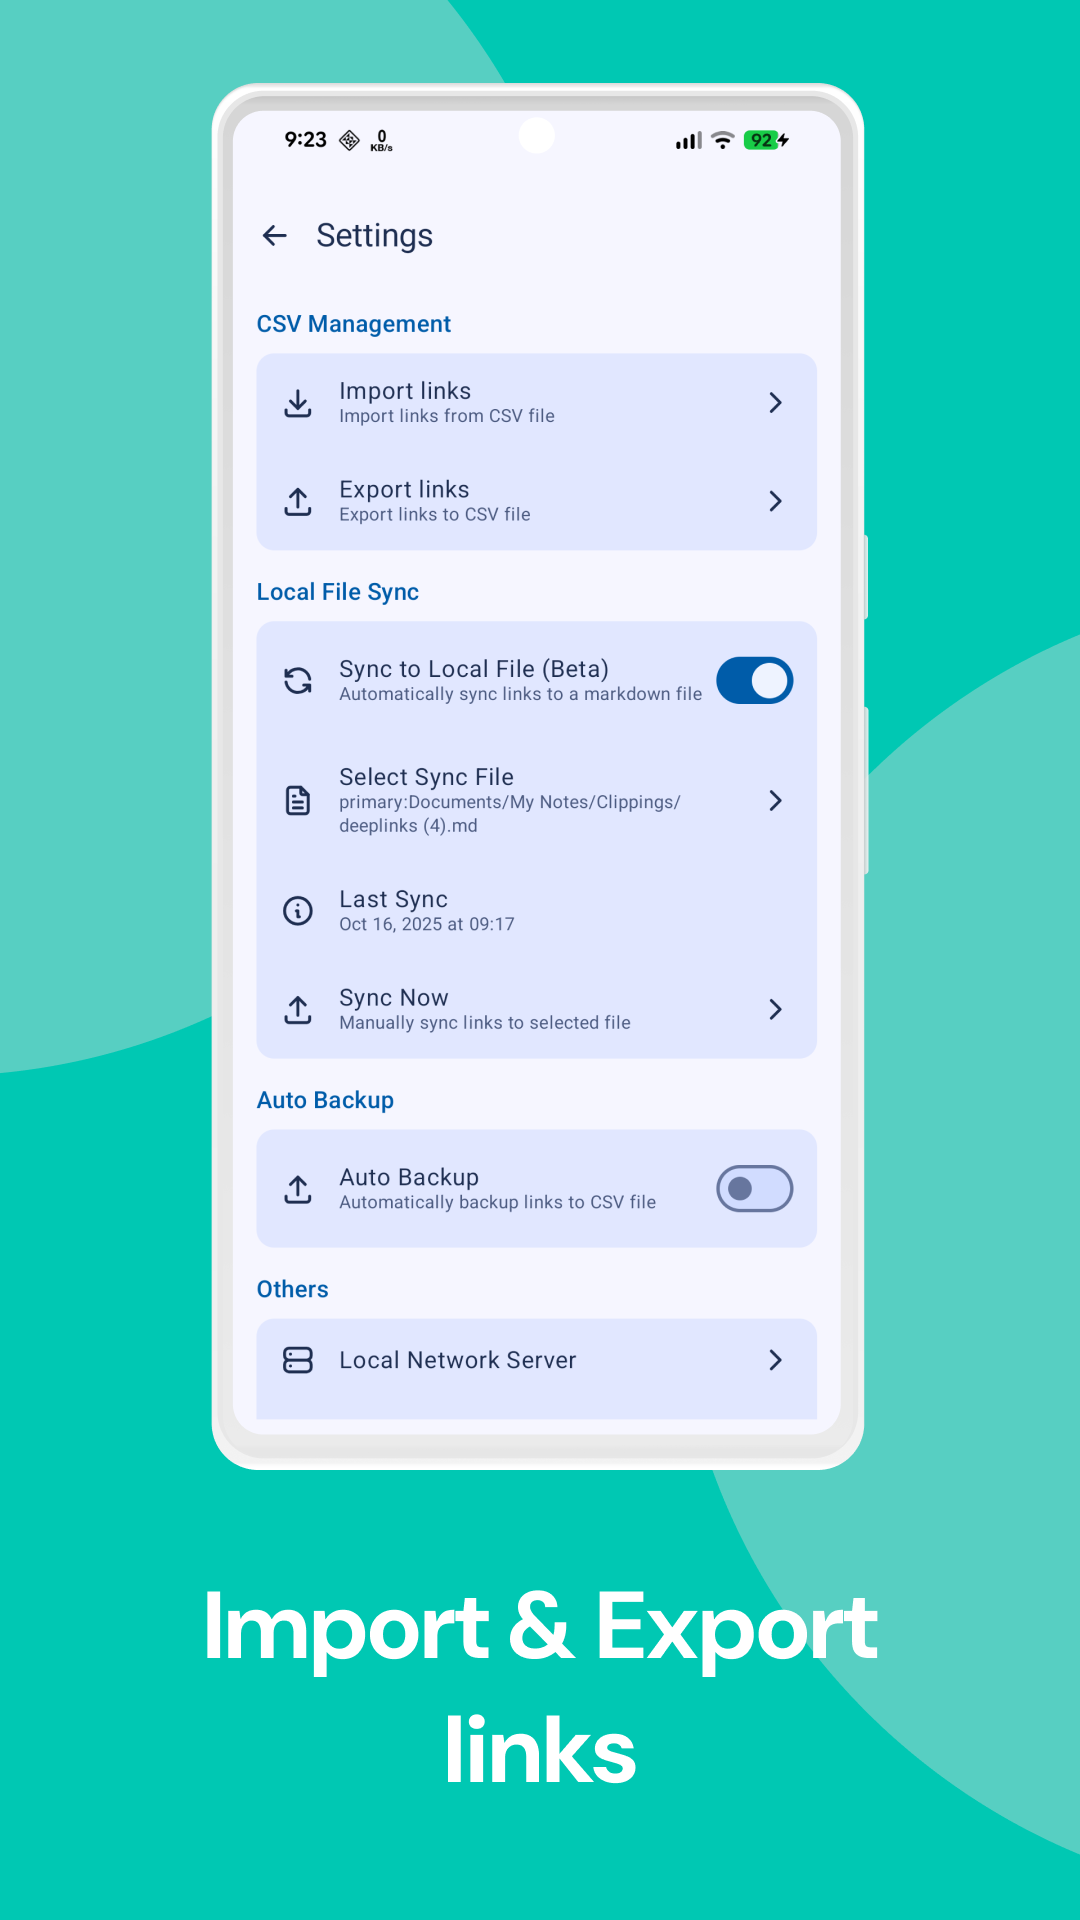 9:23 0 KB/s 92
Settings
CSV Management
Import links
Import links from CSV file
Export links
Export links to CSV file
Local File Sync
Sync to Local File (Beta)
Automatically sync links to a markdown file
Select Sync File
primary:Documents/My Notes/Clippings/
deeplinks (4).md
Last Sync
Oct 16, 2025 at 09:17
Sync Now
Manually sync links to selected file
Auto Backup
Auto Backup
Automatically backup links to CSV file
Others
Local Network Server
Import & Export
links